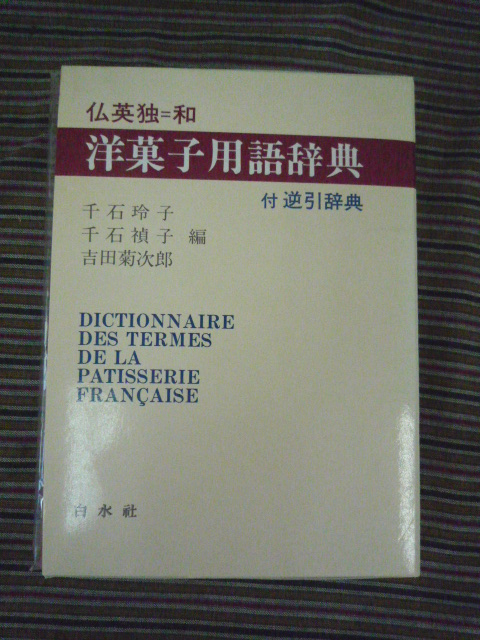 仏英独=和
洋菓子用語辞典
付 逆引辞典
千石玲子
千石禎子 編
吉田菊次郎
DICTIONNAIRE
DES TERMES
DE LA
PATISSERIE
FRANÇAISE
白水社